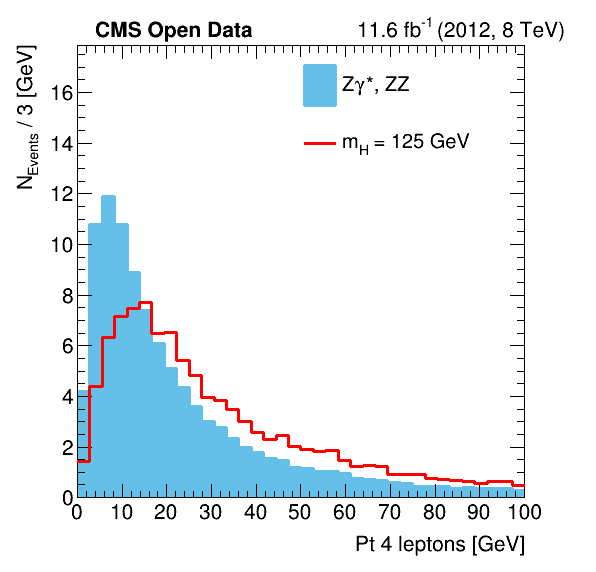 CMS Open Data 11.6 fb⁻¹ (2012, 8 TeV)
N_Events / 3 [GeV]
16
14
12
10
8
6
4
2
0
Zγ*, ZZ
m_H = 125 GeV
0 10 20 30 40 50 60 70 80 90 100
Pt 4 leptons [GeV]